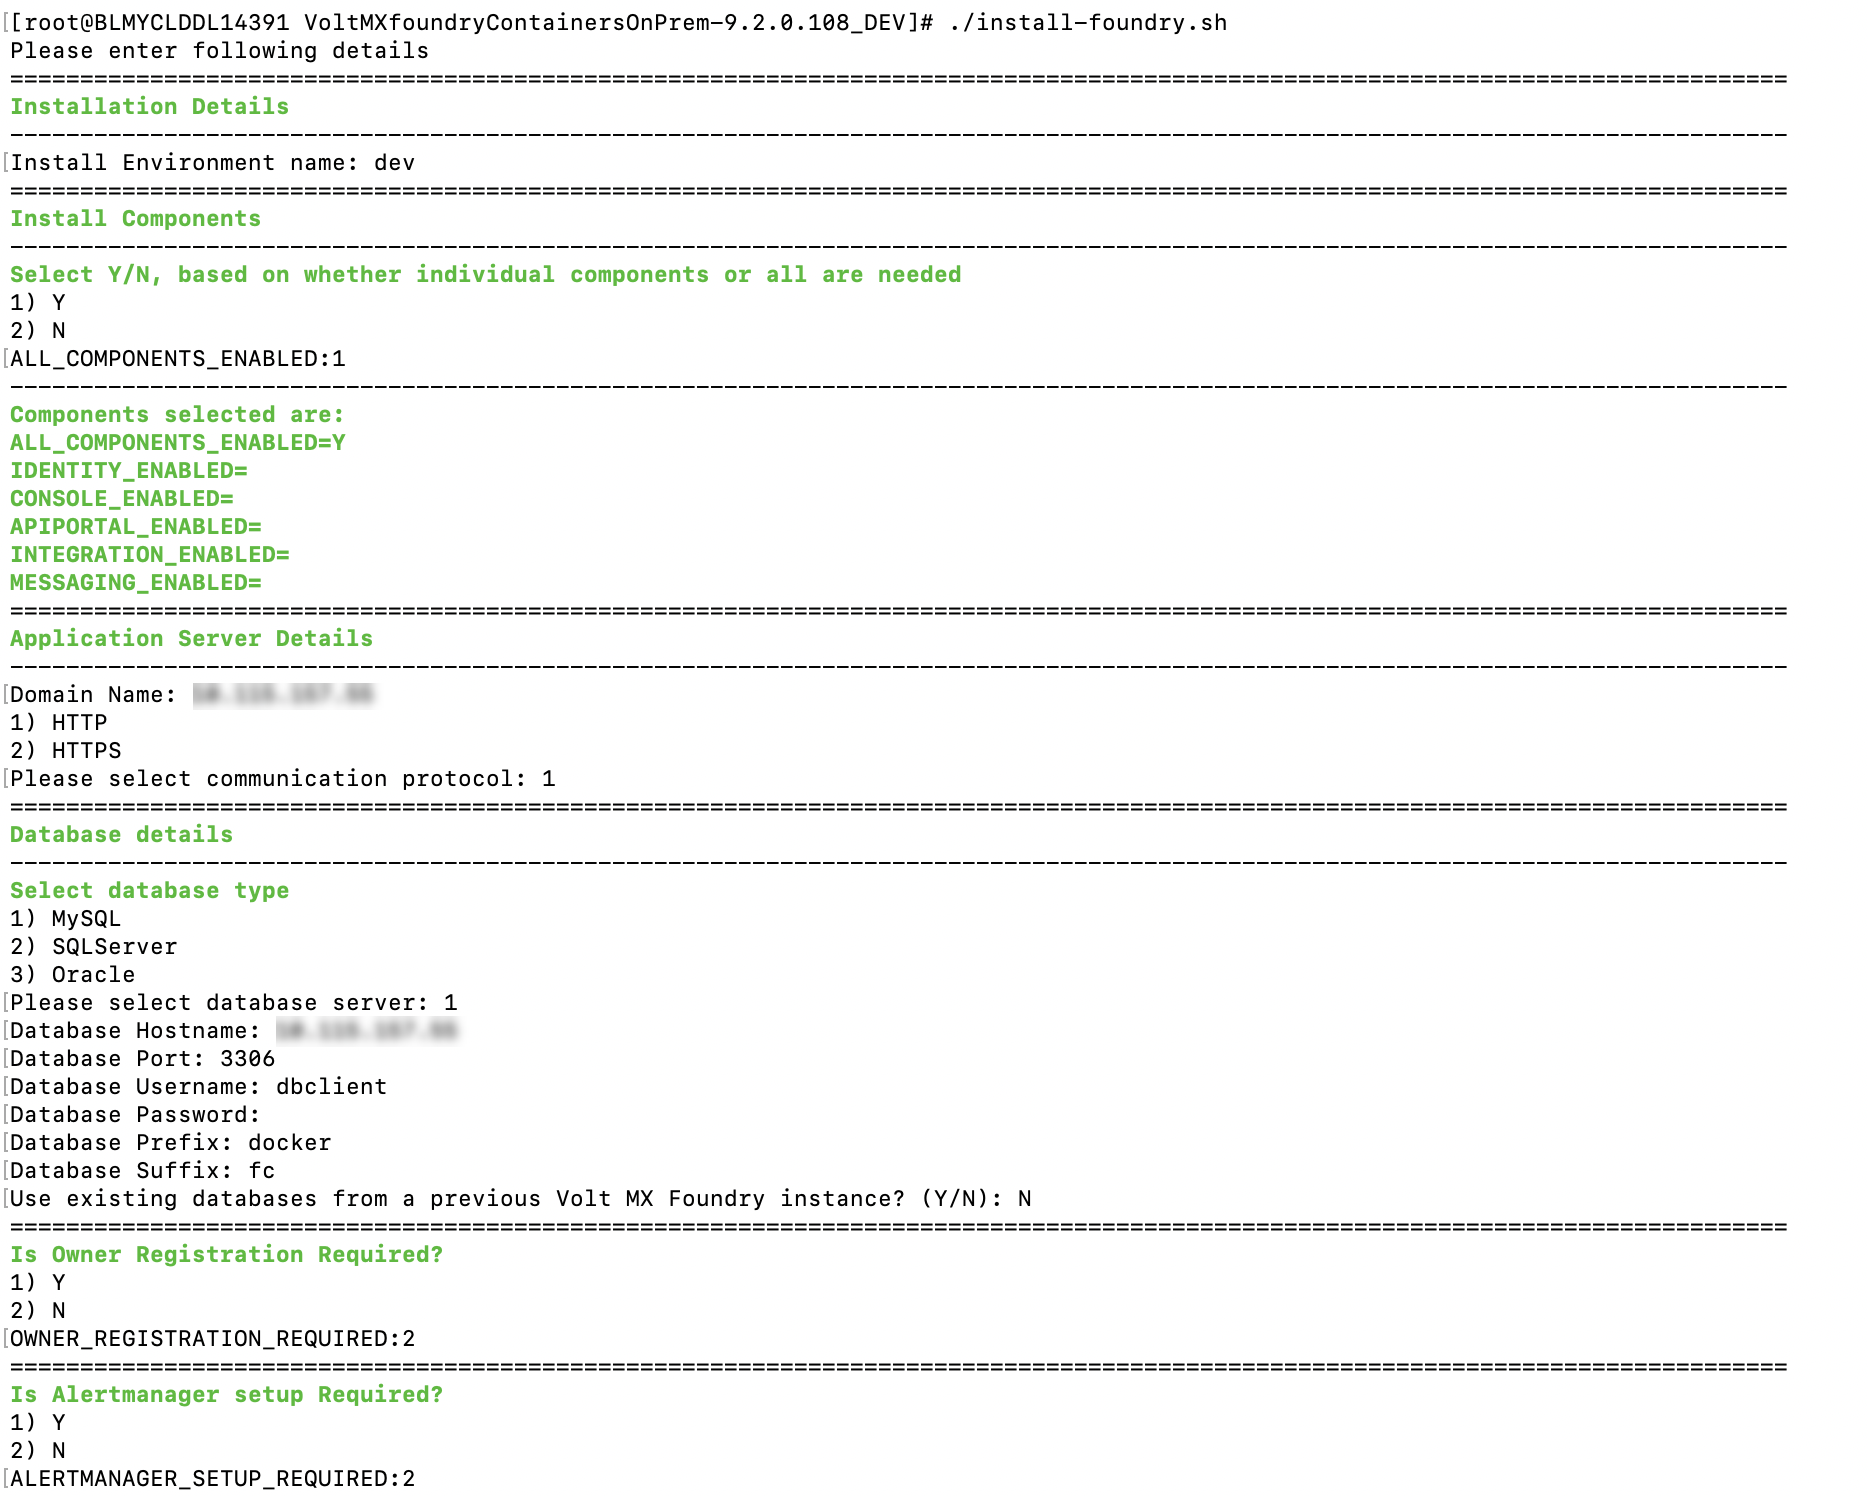 [[root@BLMYCLDDL14391 VoltMXfoundryContainersOnPrem-9.2.0.108_DEV]# ./install-foundry.sh
Please enter following details
===============================================================================================================================
Installation Details
-------------------------------------------------------------------------------------------------------------------------------
[Install Environment name: dev
===============================================================================================================================
Install Components
-------------------------------------------------------------------------------------------------------------------------------
Select Y/N, based on whether individual components or all are needed
1) Y
2) N
[ALL_COMPONENTS_ENABLED:1
-------------------------------------------------------------------------------------------------------------------------------
Components selected are:
ALL_COMPONENTS_ENABLED=Y
IDENTITY_ENABLED=
CONSOLE_ENABLED=
APIPORTAL_ENABLED=
INTEGRATION_ENABLED=
MESSAGING_ENABLED=
===============================================================================================================================
Application Server Details
-------------------------------------------------------------------------------------------------------------------------------
[Domain Name:
1) HTTP
2) HTTPS
[Please select communication protocol: 1
===============================================================================================================================
Database details
-------------------------------------------------------------------------------------------------------------------------------
Select database type
1) MySQL
2) SQLServer
3) Oracle
[Please select database server: 1
[Database Hostname:
[Database Port: 3306
[Database Username: dbclient
[Database Password:
[Database Prefix: docker
[Database Suffix: fc
[Use existing databases from a previous Volt MX Foundry instance? (Y/N): N
===============================================================================================================================
Is Owner Registration Required?
1) Y
2) N
[OWNER_REGISTRATION_REQUIRED:2
===============================================================================================================================
Is Alertmanager setup Required?
1) Y
2) N
[ALERTMANAGER_SETUP_REQUIRED:2